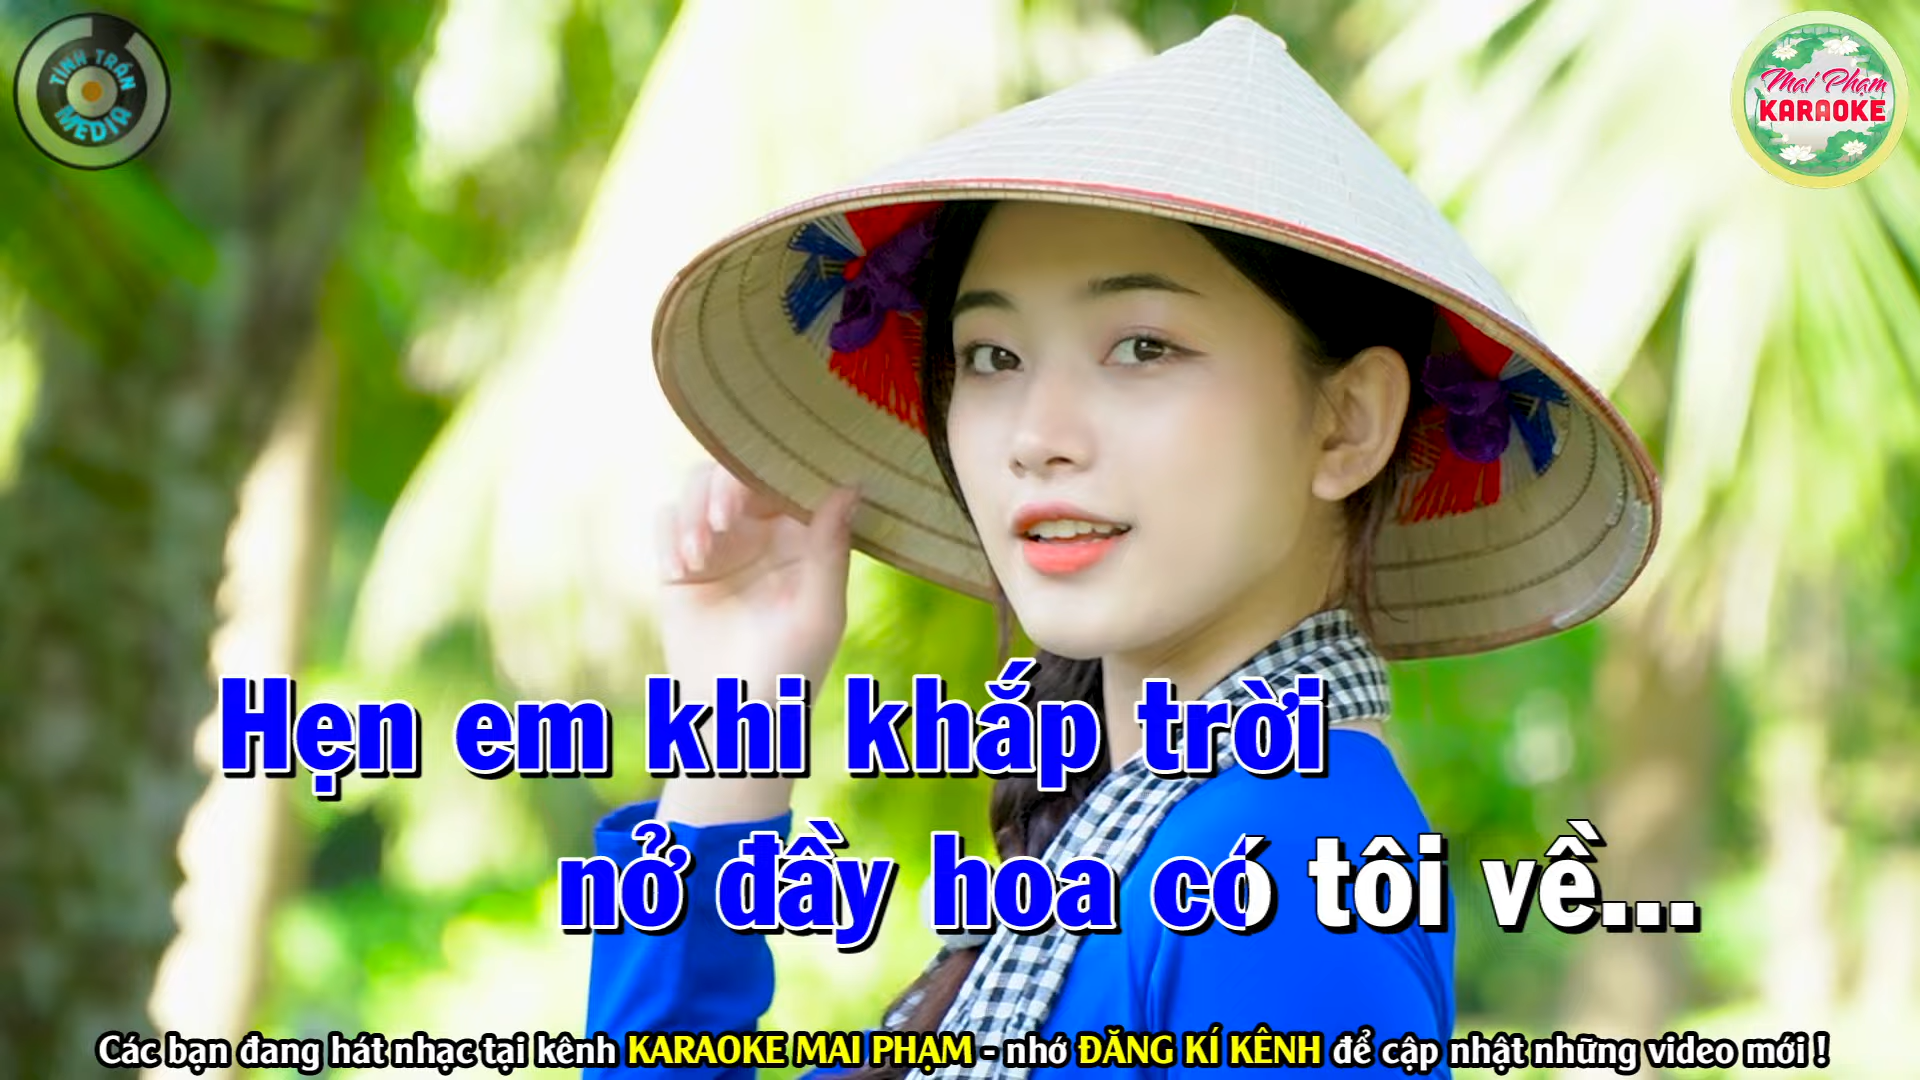 TÌNH TRẦN
MEDIA
Mai Phạm
KARAOKE
Hẹn em khi khắp trời
nở đầy hoa có tôi về...
Các bạn đang hát nhạc tại kênh KARAOKE MAI PHẠM - nhớ ĐĂNG KÍ KÊNH để cập nhật những video mới !